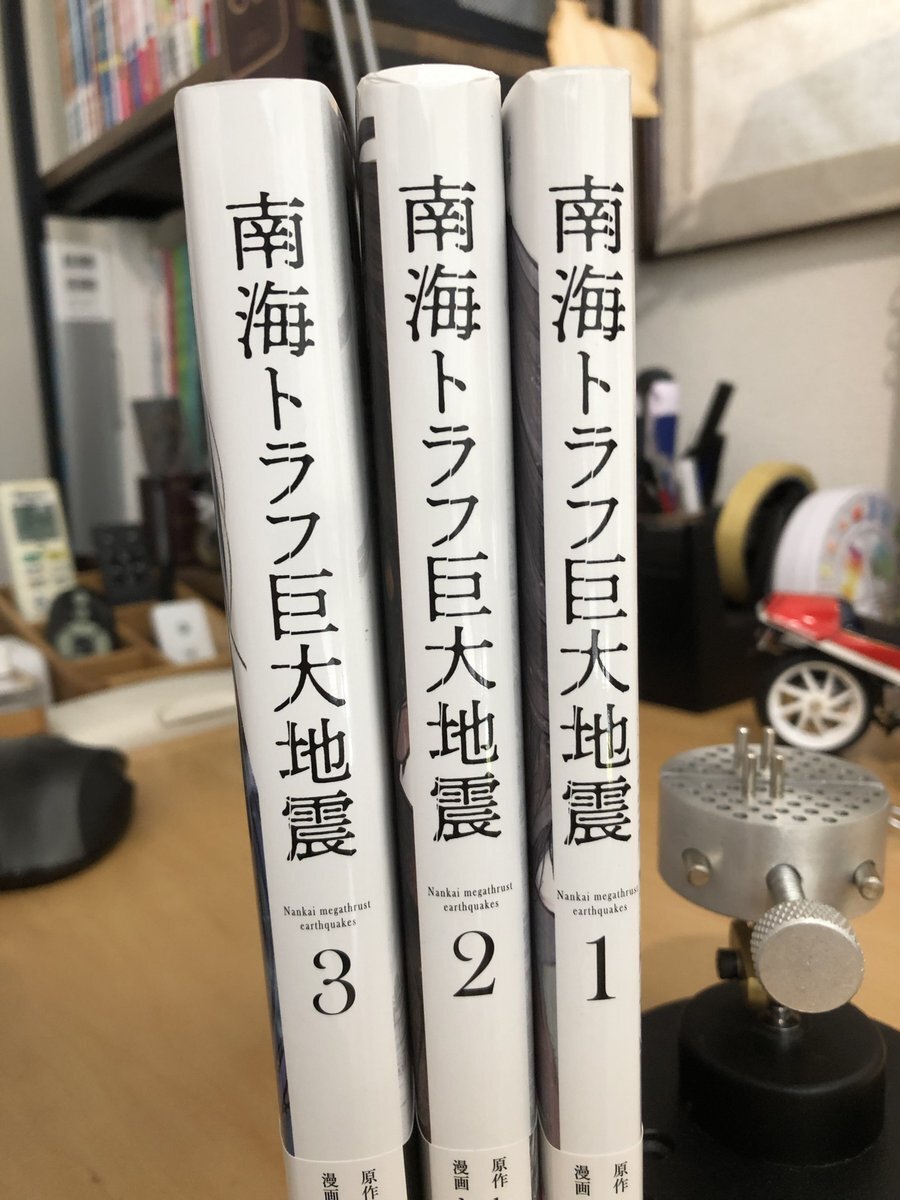 南海トラフ巨大地震
Nankai megathrust
earthquakes
3
原作
漫画
南海トラフ巨大地震
Nankai megathrust
earthquakes
2
原作
漫画
南海トラフ巨大地震
Nankai megathrust
earthquakes
1
原作
漫画